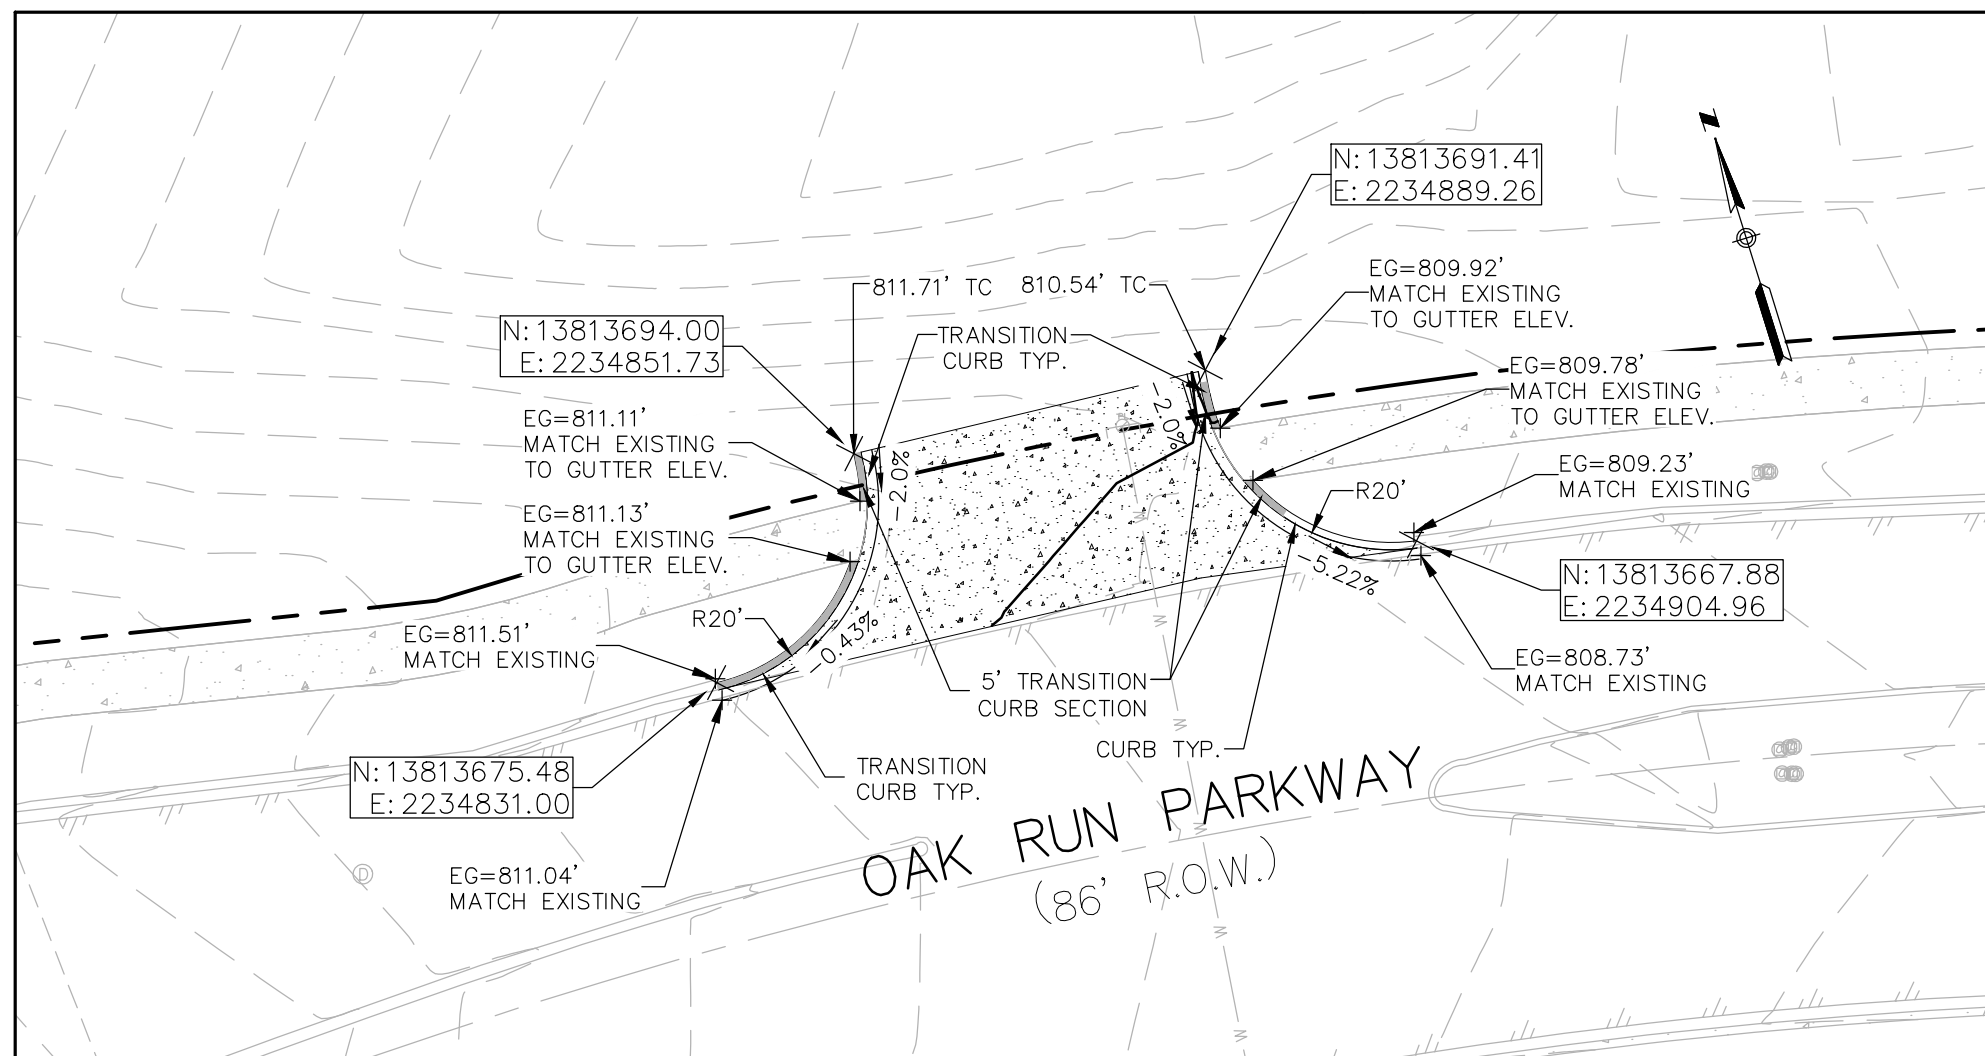 N
N:13813691.41
E:2234889.26
EG=809.92'
MATCH EXISTING
TO GUTTER ELEV.
811.71' TC
810.54' TC
N:13813694.00
E:2234851.73
TRANSITION
CURB TYP.
EG=809.78'
MATCH EXISTING
TO GUTTER ELEV.
-2.0%
EG=811.11'
MATCH EXISTING
TO GUTTER ELEV.
-2.0%
EG=809.23'
MATCH EXISTING
R20'
EG=811.13'
MATCH EXISTING
TO GUTTER ELEV.
-5.22%
N:13813667.88
E:2234904.96
R20'
EG=811.51'
MATCH EXISTING
-0.43%
EG=808.73'
MATCH EXISTING
5' TRANSITION
CURB SECTION
W
CURB TYP.
N:13813675.48
E:2234831.00
TRANSITION
CURB TYP.
OAK RUN PARKWAY
(86' R.O.W.)
W
W
D
EG=811.04'
MATCH EXISTING
W
W